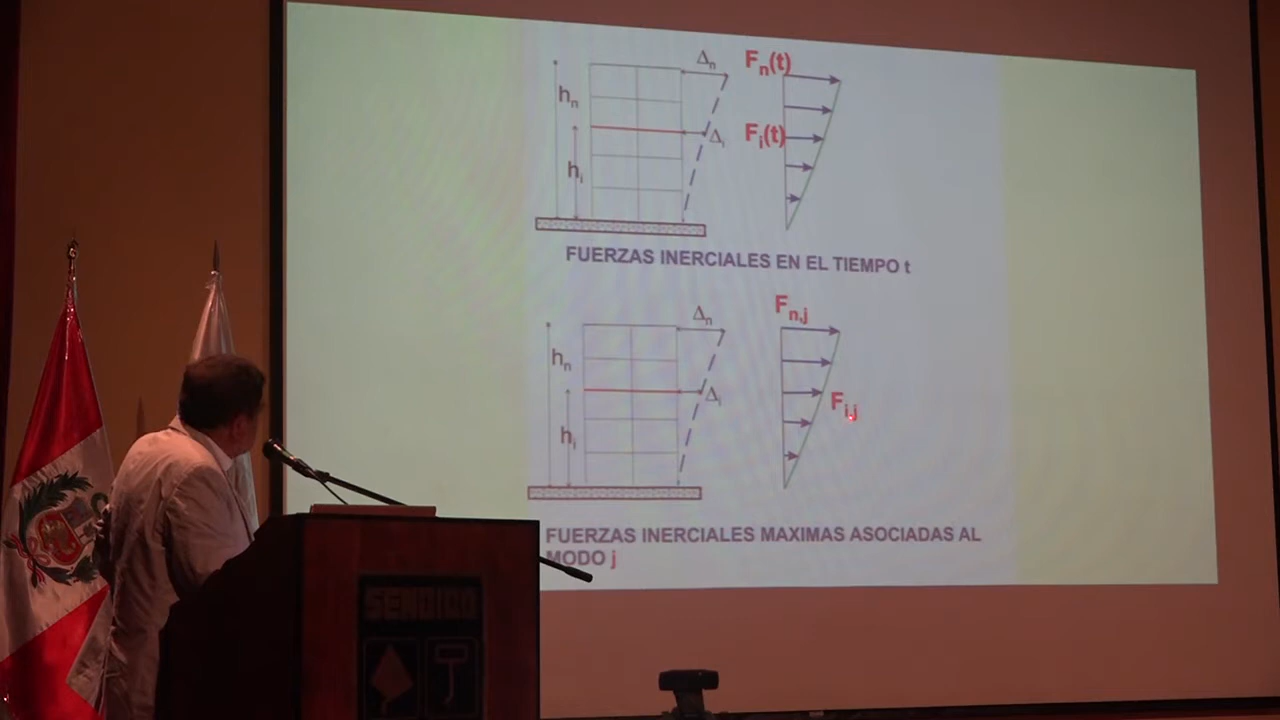 Δn
Fn(t)
hn
Fi(t)
Δi
hi
FUERZAS INERCIALES EN EL TIEMPO t
Δn
Fn,j
hn
Δi
Fi,j
hi
FUERZAS INERCIALES MAXIMAS ASOCIADAS AL
MODO j
SENCICO